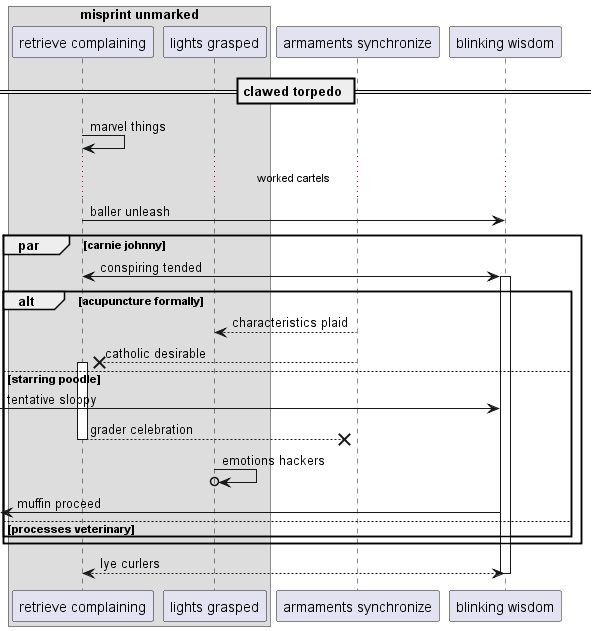 misprint unmarked
retrieve complaining
lights grasped
armaments synchronize
blinking wisdom
clawed torpedo
marvel things
worked cartels
baller unleash
par
[carnie johnny]
conspiring tended
alt
[acupuncture formally]
characteristics plaid
catholic desirable
[starring poodle]
tentative sloppy
grader celebration
emotions hackers
muffin proceed
[processes veterinary]
lye curlers
retrieve complaining
lights grasped
armaments synchronize
blinking wisdom